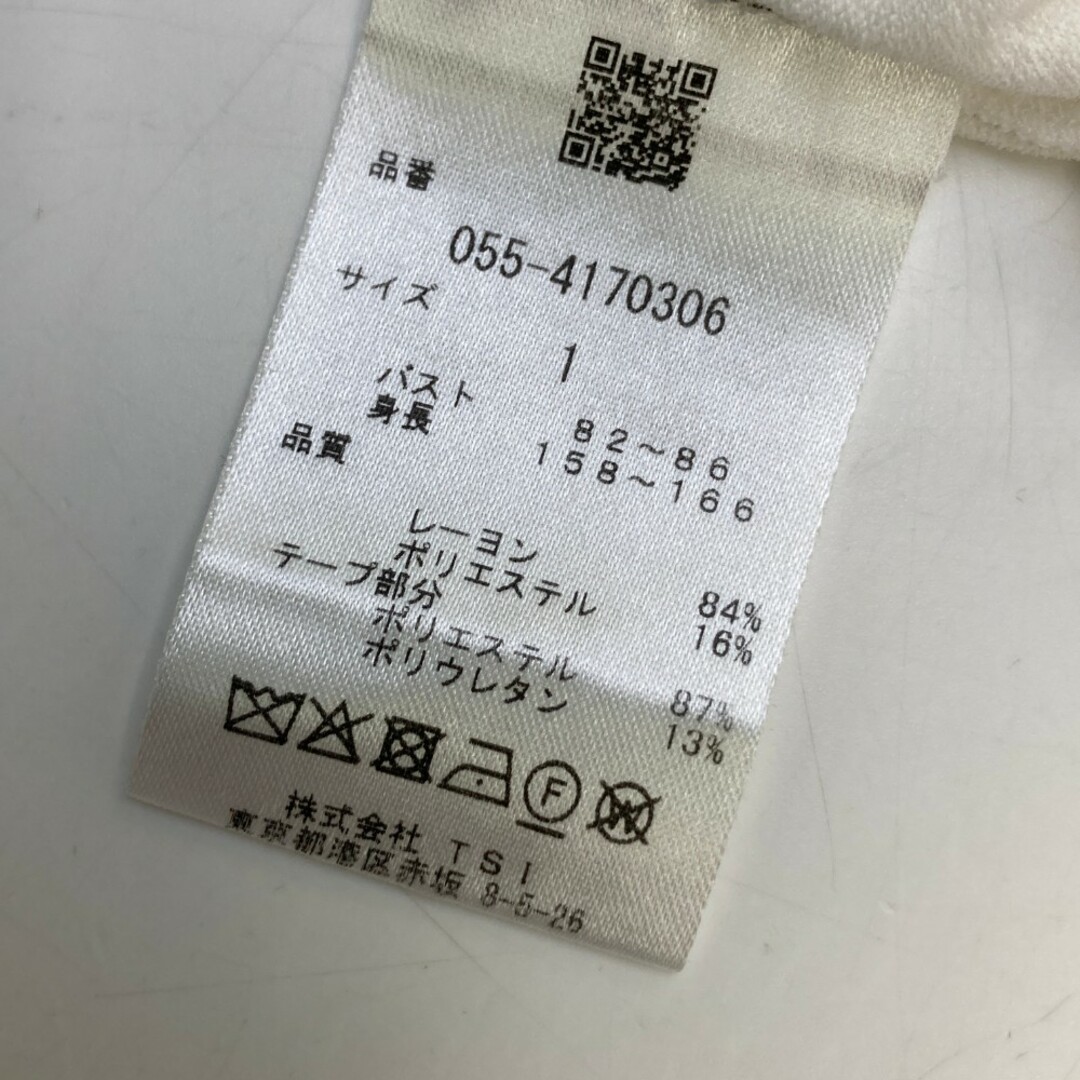 品番
055-4170306
サイズ
1
バスト 82～86
身長 158～166
品質
レーヨン 84%
ポリエステル 16%
テープ部分
ポリエステル 87%
ポリウレタン 13%
F
W
株式会社 TSI
東京都港区赤坂 8-5-26